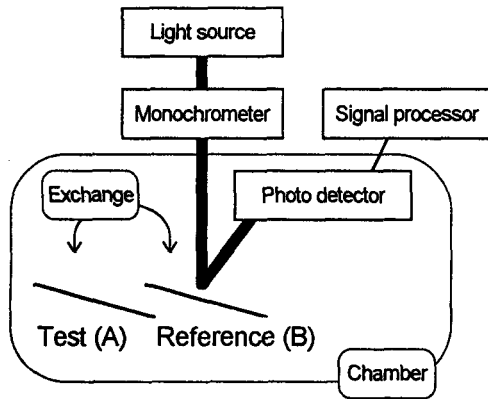 Light source
Monochrometer
Signal processor
Exchange
Photo detector
Test (A)
Reference (B)
Chamber